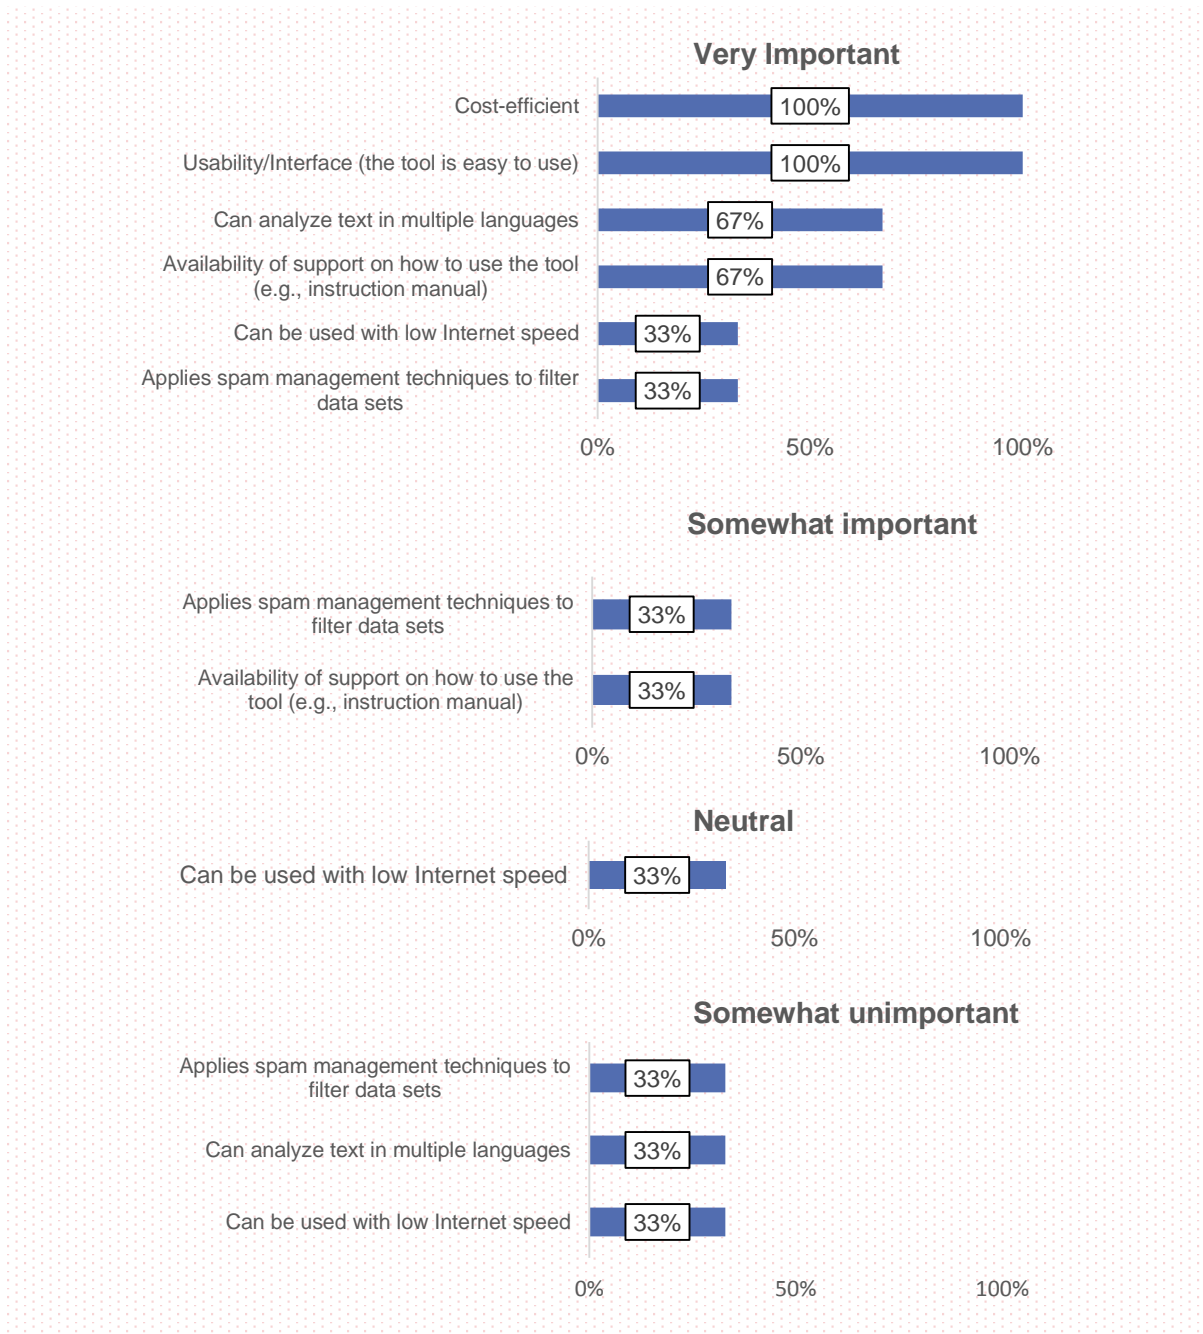 Very Important
Cost-efficient
100%
Usability/Interface (the tool is easy to use)
100%
Can analyze text in multiple languages
67%
Availability of support on how to use the tool
(e.g., instruction manual)
67%
Can be used with low Internet speed
33%
Applies spam management techniques to filter
data sets
33%
0% 50% 100%
Somewhat important
Applies spam management techniques to
filter data sets
33%
Availability of support on how to use the
tool (e.g., instruction manual)
33%
0% 50% 100%
Neutral
Can be used with low Internet speed
33%
0% 50% 100%
Somewhat unimportant
Applies spam management techniques to
filter data sets
33%
Can analyze text in multiple languages
33%
Can be used with low Internet speed
33%
0% 50% 100%